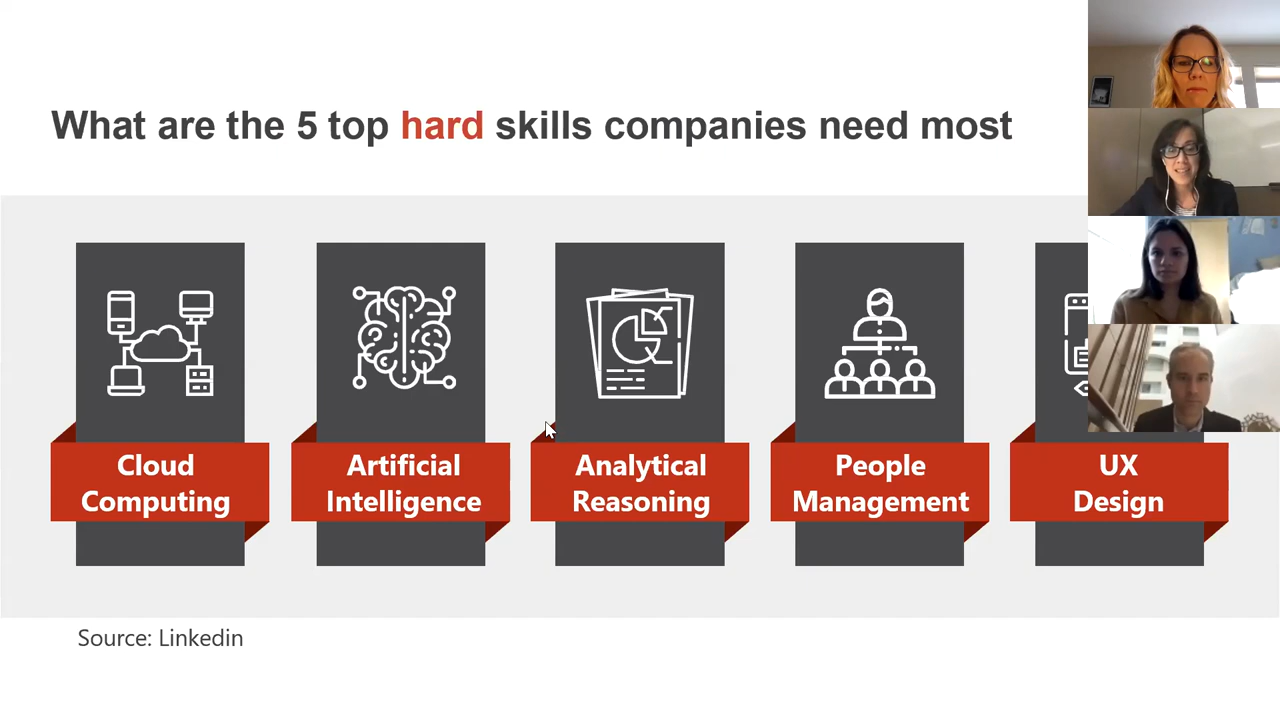 What are the 5 top hard skills companies need most
Cloud
Computing
Artificial
Intelligence
Analytical
Reasoning
People
Management
UX
Design
Source: Linkedin